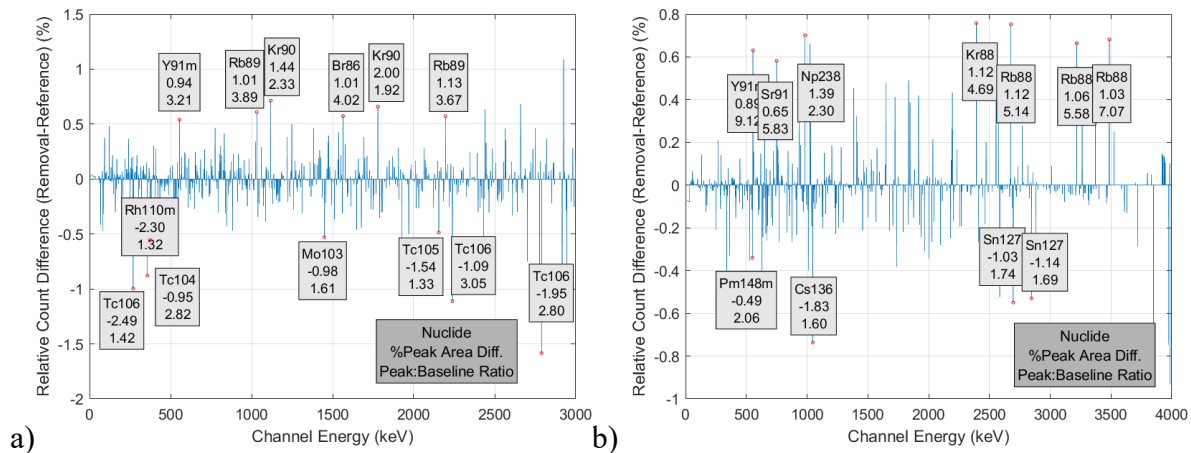 Relative Count Difference (Removal-Reference) (%)
1.5
1
0.5
0
-0.5
-1
-1.5
-2
Y91m
0.94
3.21
Rb89
1.01
3.89
Kr90
1.44
2.33
Br86
1.01
4.02
Kr90
2.00
1.92
Rb89
1.13
3.67
Rh110m
-2.30
1.32
Tc106
-2.49
1.42
Tc104
-0.95
2.82
Mo103
-0.98
1.61
Tc105
-1.54
1.33
Tc106
-1.09
3.05
Tc106
-1.95
2.80
Nuclide
%Peak Area Diff.
Peak:Baseline Ratio
0 500 1000 1500 2000 2500 3000
Channel Energy (keV)
a)
Relative Count Difference (Removal-Reference) (%)
0.8
0.6
0.4
0.2
0
-0.2
-0.4
-0.6
-0.8
-1
0.89
9.12
Sr91
0.65
5.83
Np238
1.39
2.30
Kr88
1.12
4.69
Rb88
1.12
5.14
Rb88
1.06
5.58
Rb88
1.03
7.07
Pm148m
-0.49
2.06
Cs136
-1.83
1.60
Sn127
-1.03
1.74
Sn127
-1.14
1.69
Nuclide
%Peak Area Diff.
Peak:Baseline Ratio
0 500 1000 1500 2000 2500 3000 3500 4000
Channel Energy (keV)
b)